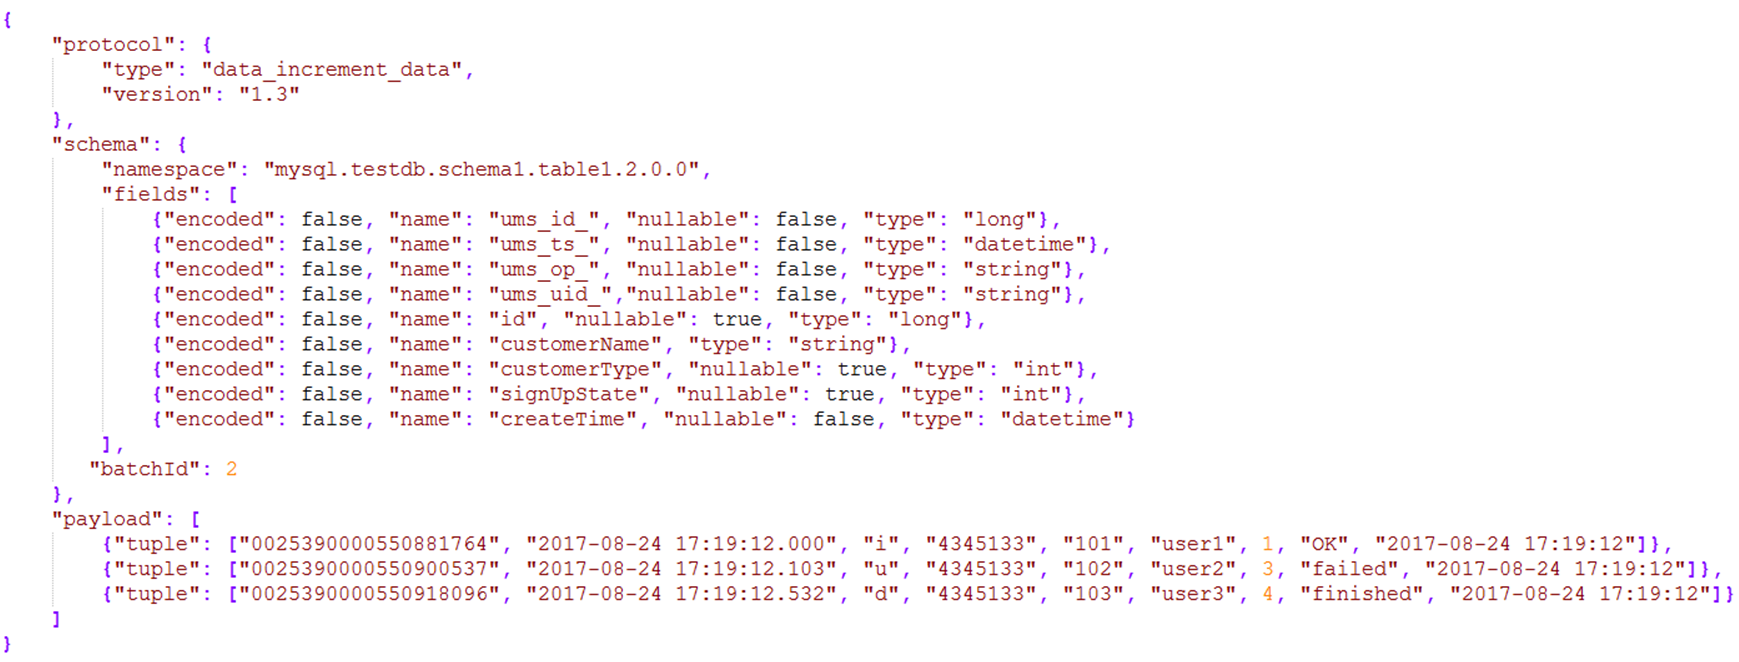 {
"protocol": {
"type": "data_increment_data",
"version": "1.3"
},
"schema": {
"namespace": "mysql.testdb.schema1.table1.2.0.0",
"fields": [
{"encoded": false, "name": "ums_id_", "nullable": false, "type": "long"},
{"encoded": false, "name": "ums_ts_", "nullable": false, "type": "datetime"},
{"encoded": false, "name": "ums_op_", "nullable": false, "type": "string"},
{"encoded": false, "name": "ums_uid_","nullable": false, "type": "string"},
{"encoded": false, "name": "id", "nullable": true, "type": "long"},
{"encoded": false, "name": "customerName", "type": "string"},
{"encoded": false, "name": "customerType", "nullable": true, "type": "int"},
{"encoded": false, "name": "signUpState", "nullable": true, "type": "int"},
{"encoded": false, "name": "createTime", "nullable": false, "type": "datetime"}
],
"batchId": 2
},
"payload": [
{"tuple": ["0025390000550881764", "2017-08-24 17:19:12.000", "i", "4345133", "101", "user1", 1, "OK", "2017-08-24 17:19:12"]},
{"tuple": ["0025390000550900537", "2017-08-24 17:19:12.103", "u", "4345133", "102", "user2", 3, "failed", "2017-08-24 17:19:12"]},
{"tuple": ["0025390000550918096", "2017-08-24 17:19:12.532", "d", "4345133", "103", "user3", 4, "finished", "2017-08-24 17:19:12"]}
]
}